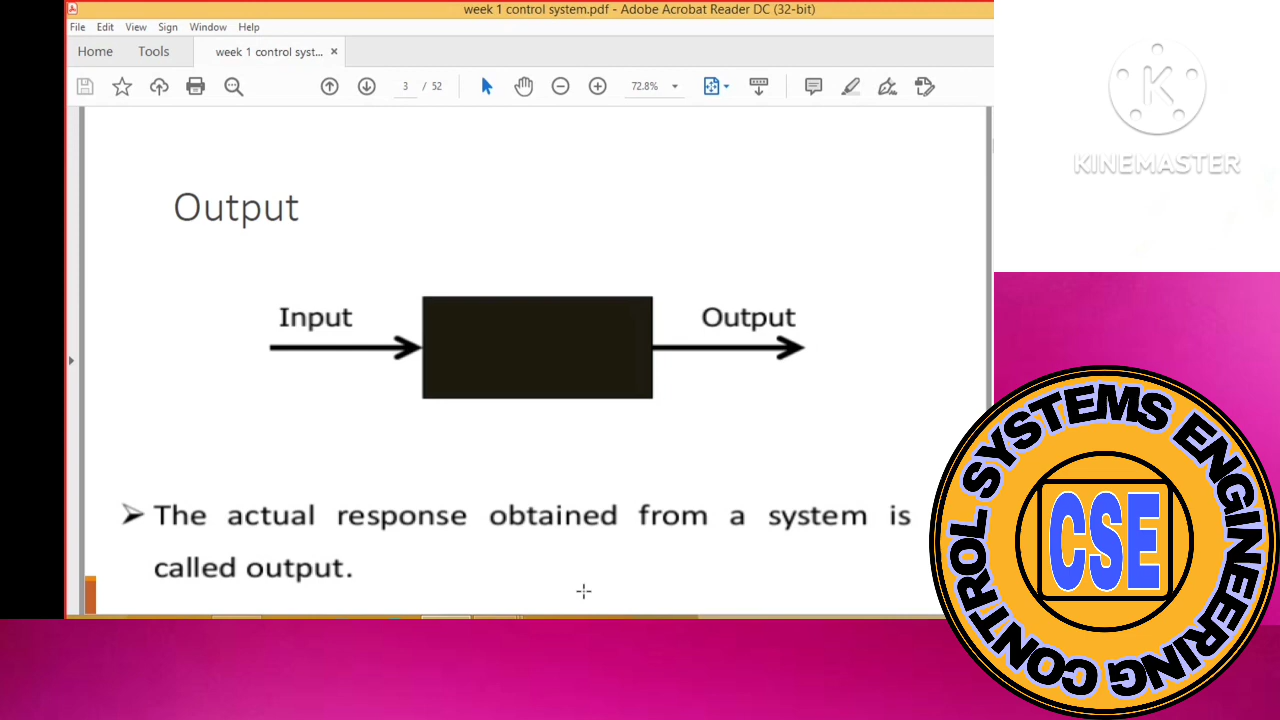 week 1 control system.pdf - Adobe Acrobat Reader DC (32-bit)
File Edit View Sign Window Help
Home Tools week 1 control syst... ×
3 / 52 72.8%
K
KINEMASTER
Output
Input Output
➤ The actual response obtained from a system is
called output.
CONTROL SYSTEMS ENGINEERING
CSE